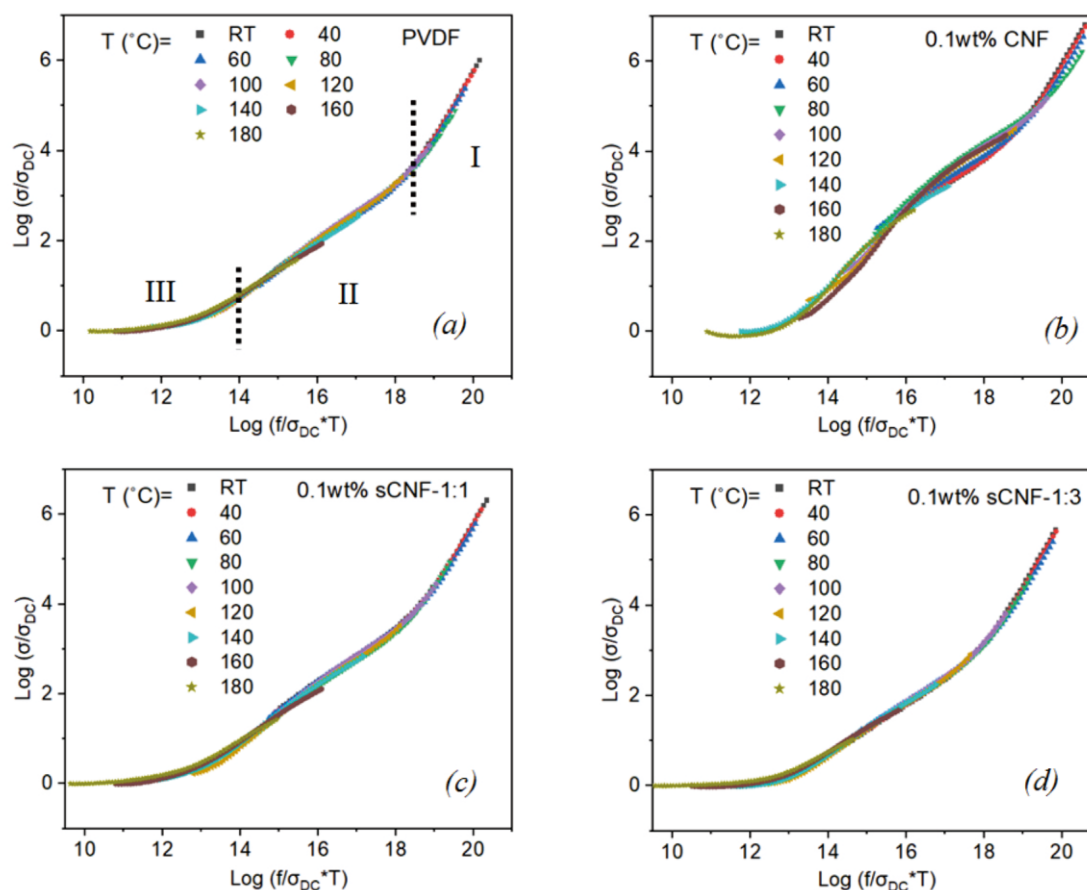 T (°C)=
RT
40
60
80
100
120
140
160
180
PVDF
I
II
III
(a)
6
4
2
0
10 12 14 16 18 20
Log (σ/σDC)
Log (f/σDC*T)
T (°C)=
RT
40
60
80
100
120
140
160
180
0.1wt% CNF
(b)
6
4
2
0
10 12 14 16 18 20
Log (σ/σDC)
Log (f/σDC*T)
T (°C)=
RT
40
60
80
100
120
140
160
180
0.1wt% sCNF-1:1
(c)
6
4
2
0
10 12 14 16 18 20
Log (σ/σDC)
Log (f/σDC*T)
T (°C)=
RT
40
60
80
100
120
140
160
180
0.1wt% sCNF-1:3
(d)
6
4
2
0
10 12 14 16 18 20
Log (σ/σDC)
Log (f/σDC*T)